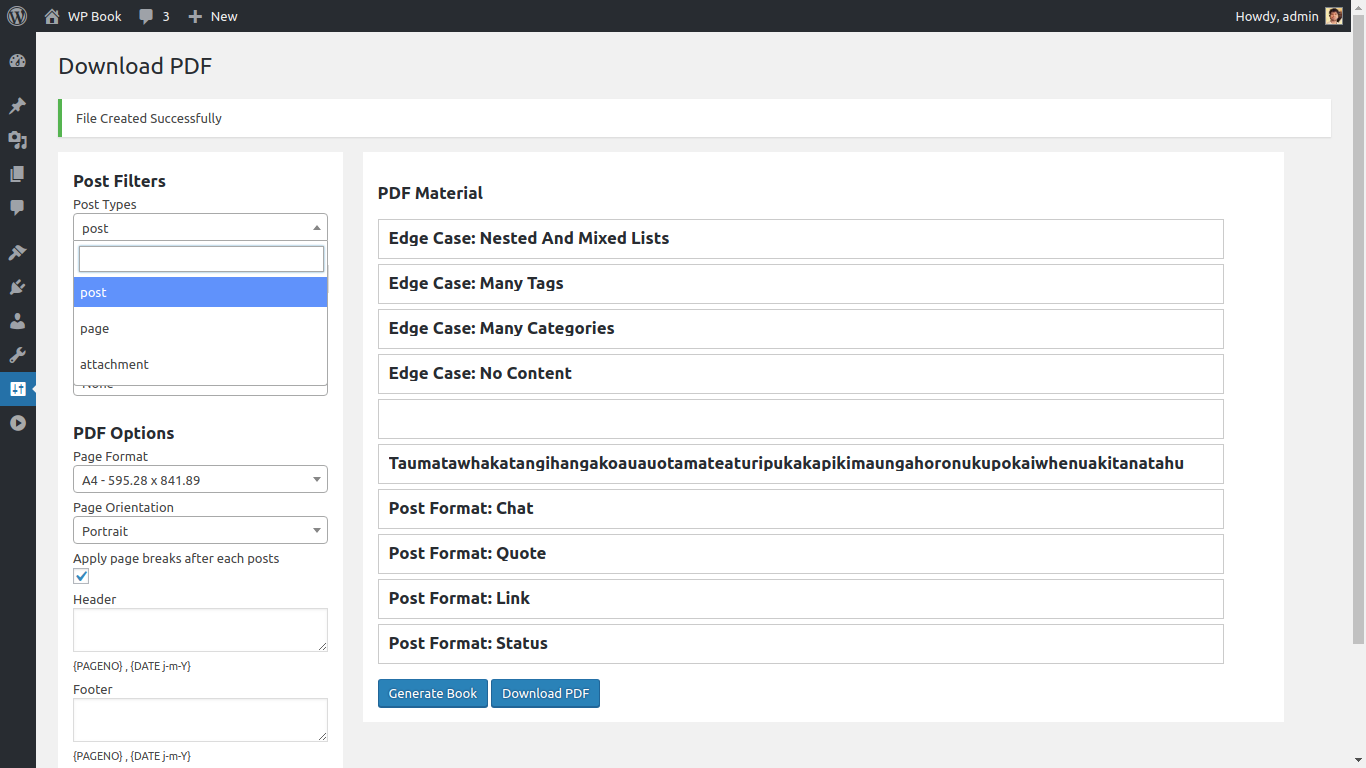 WP Book 3 New Howdy, admin
Download PDF
File Created Successfully
Post Filters
Post Types
post
post
page
attachment
None
PDF Options
Page Format
A4 - 595.28 x 841.89
Page Orientation
Portrait
Apply page breaks after each posts
Header
{PAGENO} , {DATE j-m-Y}
Footer
{PAGENO} , {DATE j-m-Y}
PDF Material
Edge Case: Nested And Mixed Lists
Edge Case: Many Tags
Edge Case: Many Categories
Edge Case: No Content
Taumatawhakatangihangakoauauotamateaturipukakapikimaungahoronukupokaiwhenuakitanatahu
Post Format: Chat
Post Format: Quote
Post Format: Link
Post Format: Status
Generate Book Download PDF